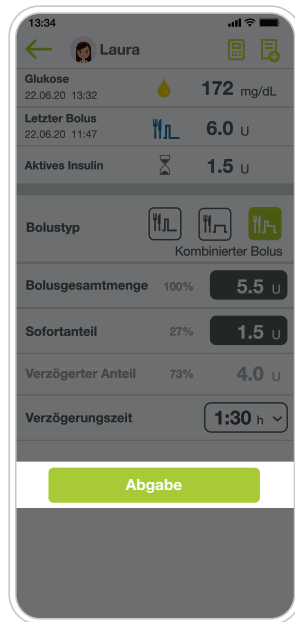 13:34
Laura
Glukose
172 mg/dL
22.06.20 13:32
Letzter Bolus
6.0 U
22.06.20 11:47
Aktives Insulin 1.5 U
Bolustyp
Kombinierter Bolus
Bolusgesamtmenge 100% 5.5 U
Sofortanteil 27% 1.5 U
Verzögerter Anteil 73% 4.0 U
Verzögerungszeit 1:30 h
Abgabe